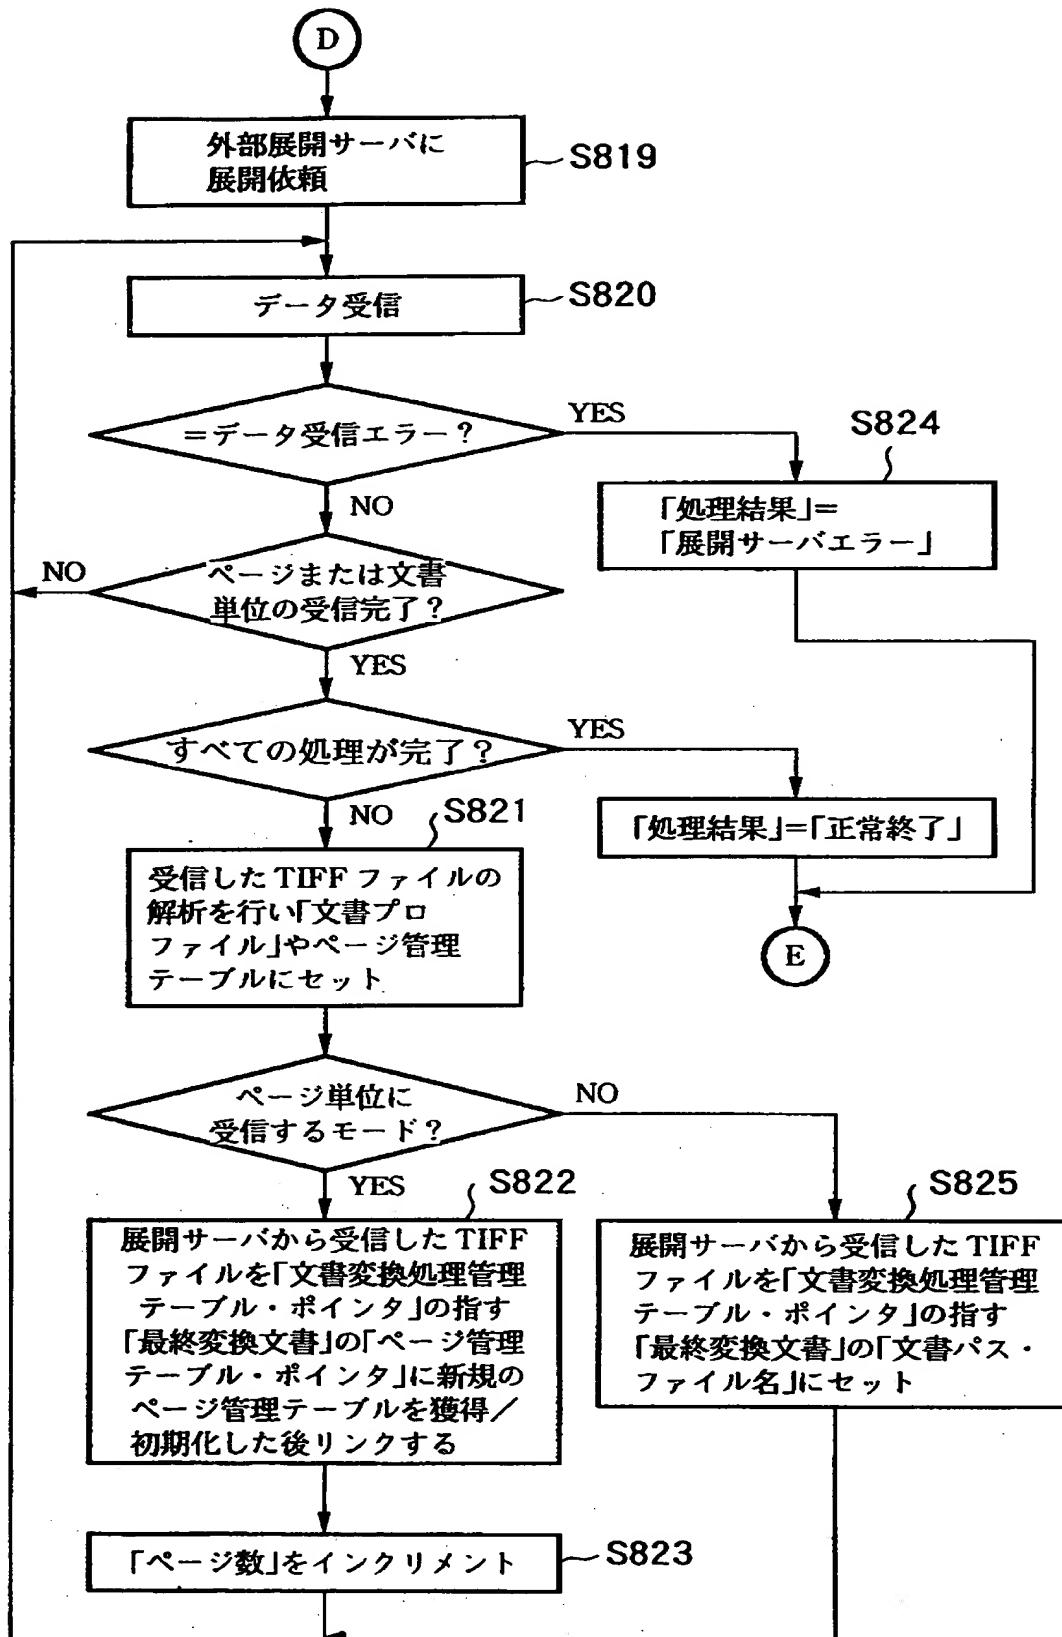 D
外部展開サーバに
展開依頼
S819
データ受信
S820
=データ受信エラー?
YES
NO
S824
「処理結果」=
「展開サーバエラー」
ページまたは文書
単位の受信完了?
NO
YES
すべての処理が完了?
YES
NO
「処理結果」=「正常終了」
E
S821
受信したTIFFファイルの
解析を行い「文書プロ
ファイル」やページ管理
テーブルにセット
ページ単位に
受信するモード?
NO
YES
S822
展開サーバから受信したTIFF
ファイルを「文書変換処理管理
テーブル・ポインタ」の指す
「最終変換文書」の「ページ管理
テーブル・ポインタ」に新規の
ページ管理テーブルを獲得/
初期化した後リンクする
S825
展開サーバから受信したTIFF
ファイルを「文書変換処理管理
テーブル・ポインタ」の指す
「最終変換文書」の「文書パス・
ファイル名」にセット
「ページ数」をインクリメント
S823